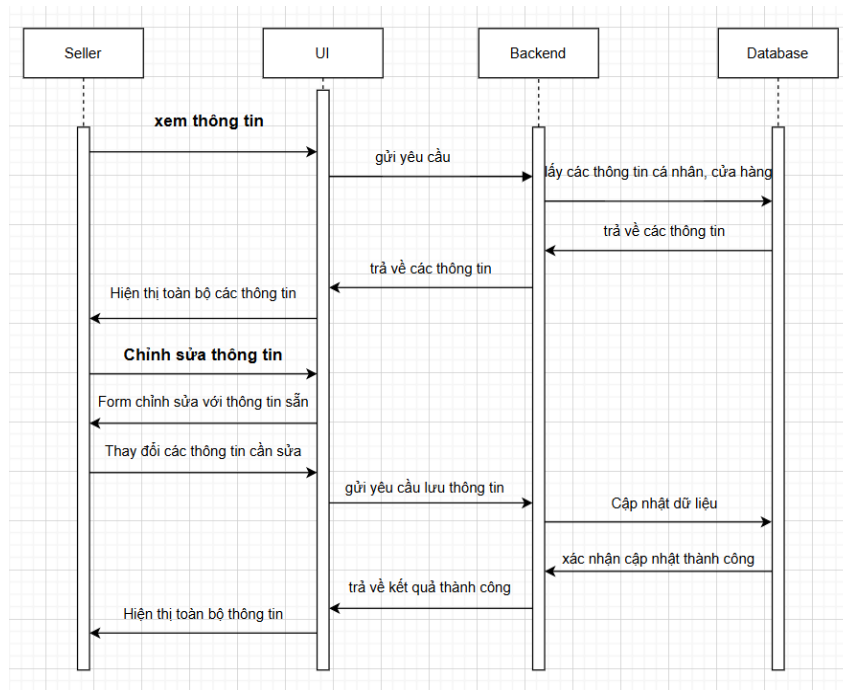 Seller
UI
Backend
Database
xem thông tin
gửi yêu cầu
lấy các thông tin cá nhân, cửa hàng
trả về các thông tin
trả về các thông tin
Hiện thị toàn bộ các thông tin
Chỉnh sửa thông tin
Form chỉnh sửa với thông tin sẵn
Thay đổi các thông tin cần sửa
gửi yêu cầu lưu thông tin
Cập nhật dữ liệu
xác nhận cập nhật thành công
trả về kết quả thành công
Hiện thị toàn bộ thông tin